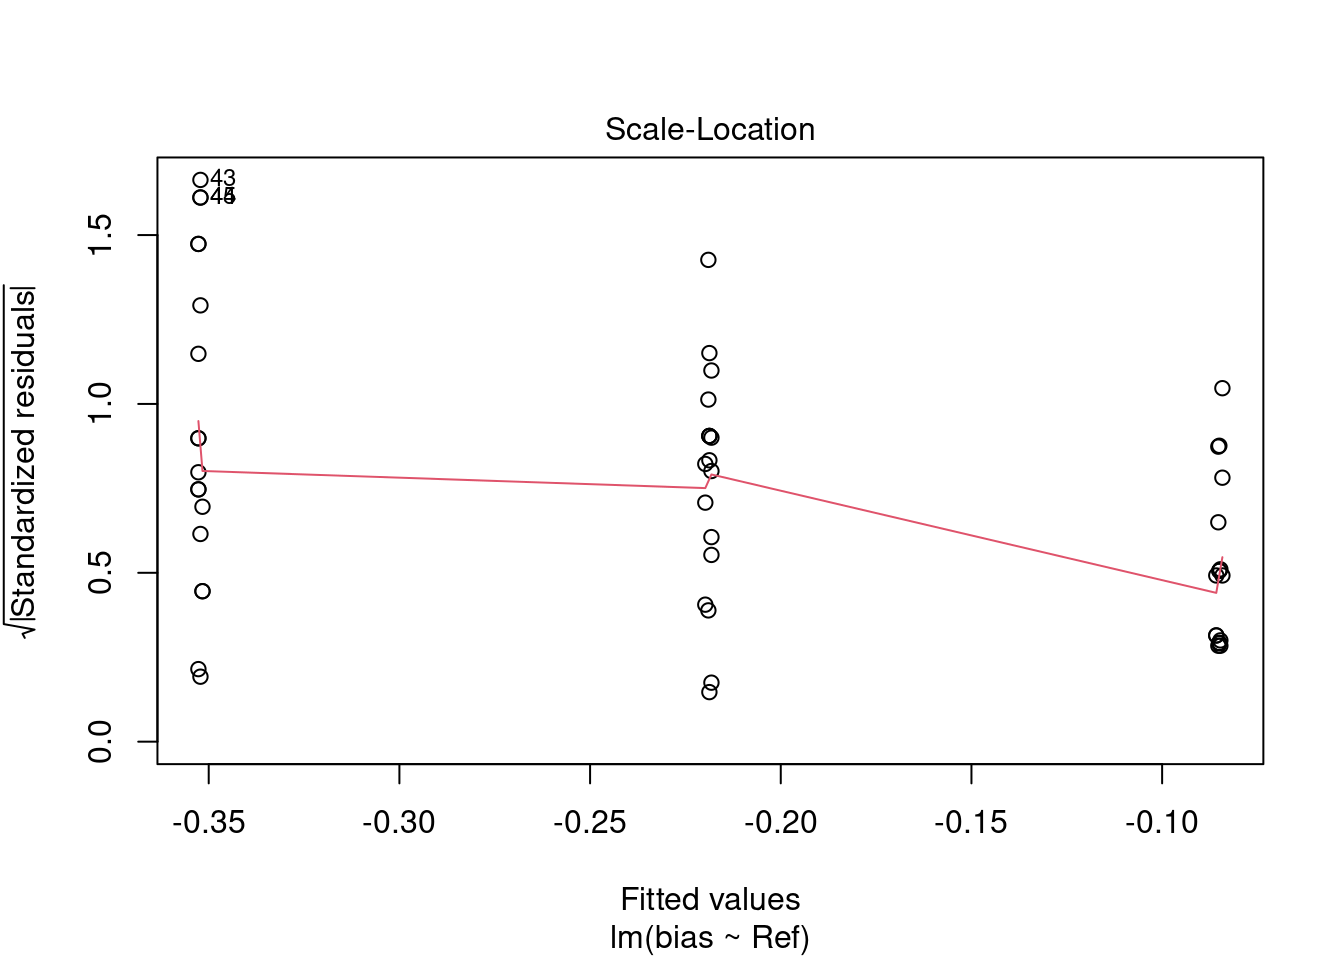 Scale-Location
43
√|Standardized residuals|
1.5
1.0
0.5
0.0
-0.35 -0.30 -0.25 -0.20 -0.15 -0.10
Fitted values
lm(bias ~ Ref)